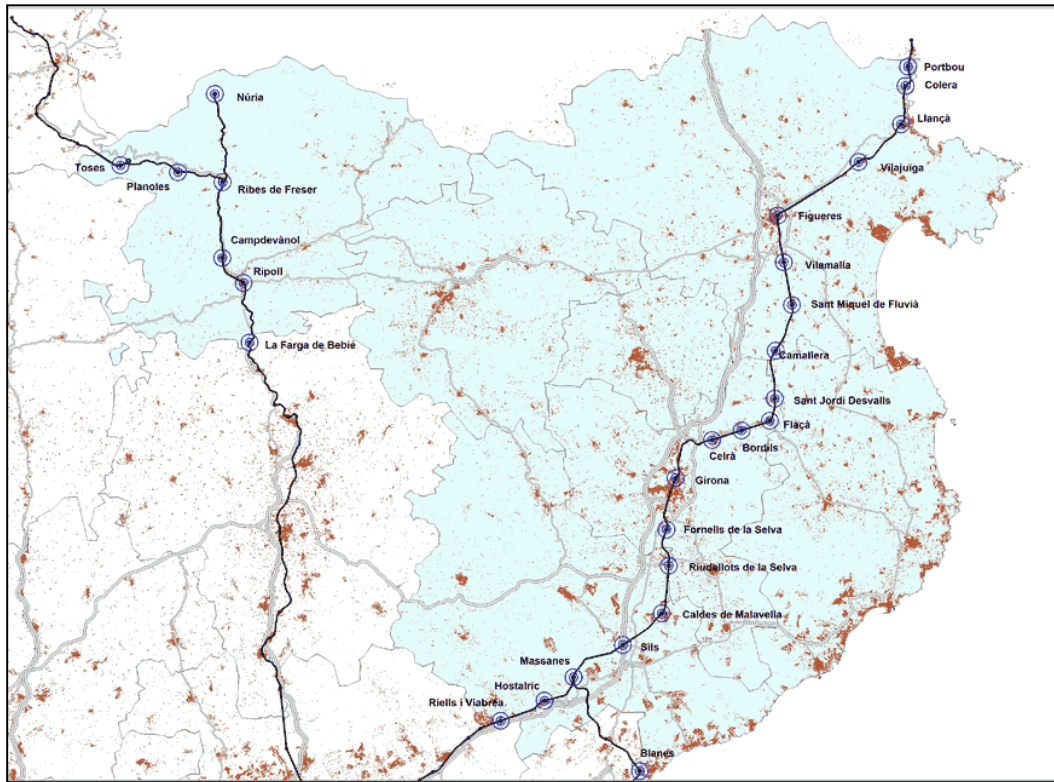 Portbou
Colera
Núria
Llançà
Toses
Vilajuïga
Planoles
Ribes de Freser
Figueres
Campdevànol
Vilamalla
Ripoll
Sant Miquel de Fluvià
La Farga de Bebié
Camallera
Sant Jordi Desvalls
Flaçà
Bordils
Celrà
Girona
Fornells de la Selva
Riudellots de la Selva
Caldes de Malavella
Sils
Massanes
Hostalric
Riells i Viabrea
Blanes